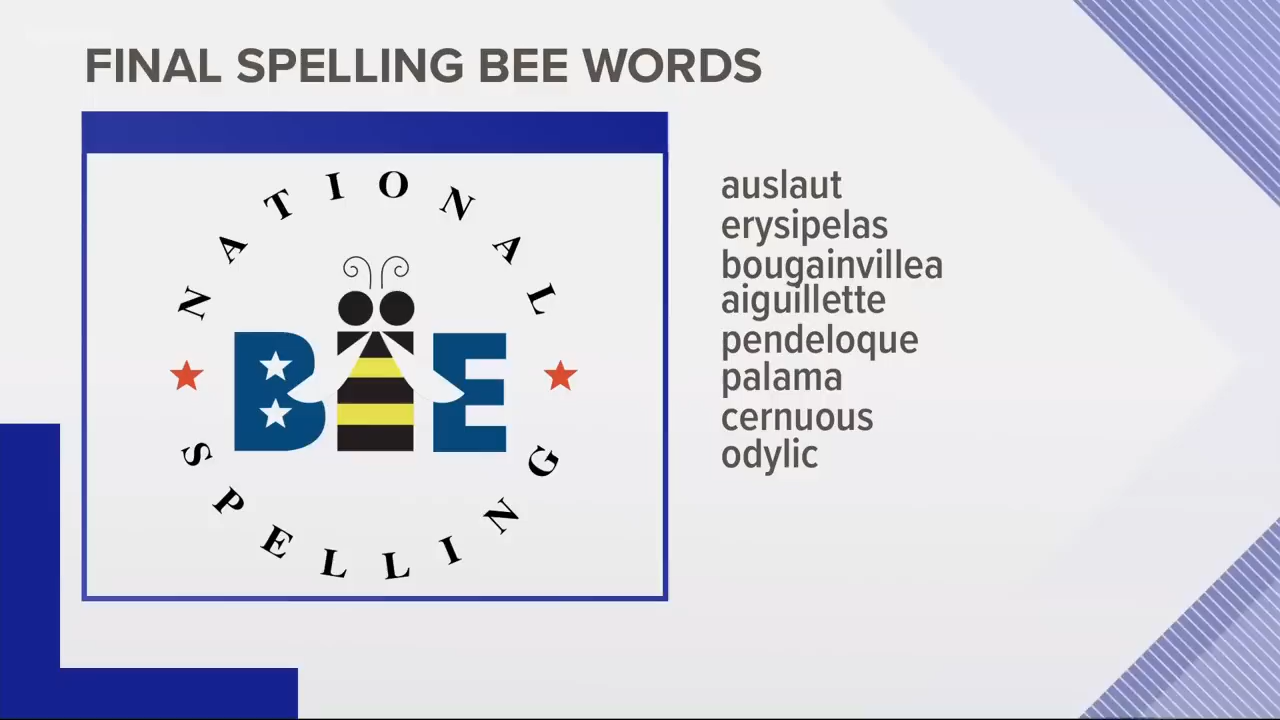 FINAL SPELLING BEE WORDS
NATIONAL
BEE
SPELLING
auslaut
erysipelas
bougainvillea
aiguillette
pendeloque
palama
cernuous
odylic